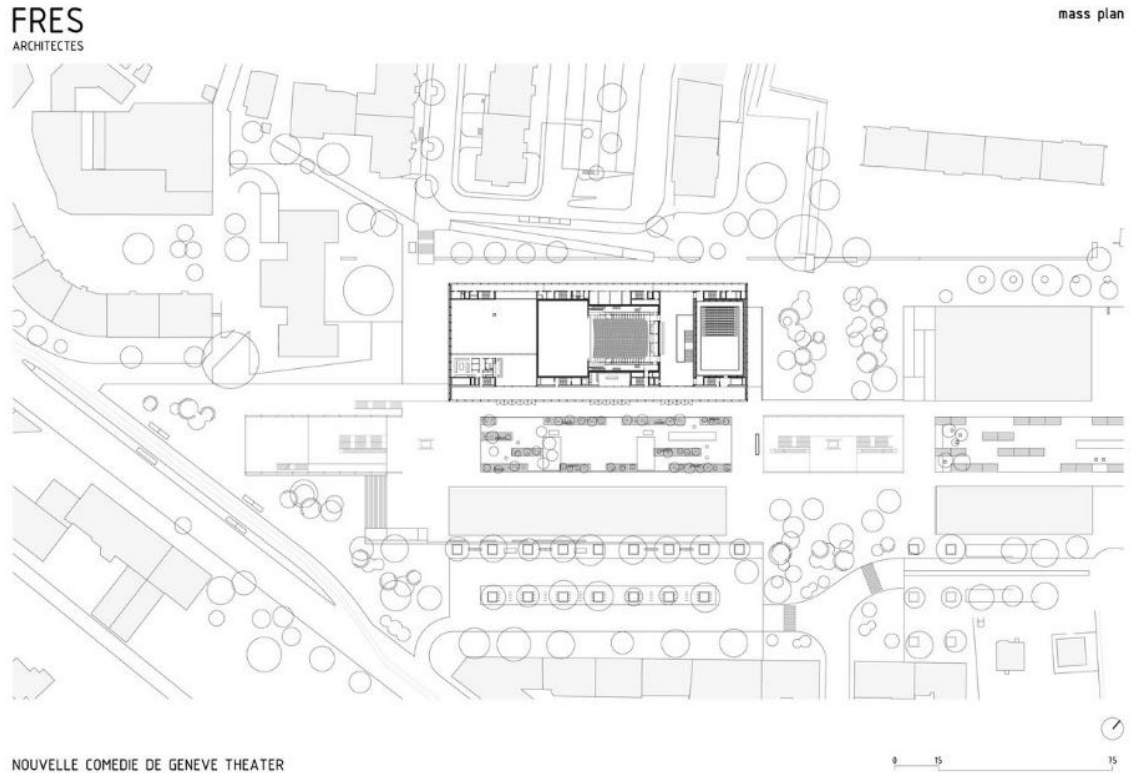 FRES
ARCHITECTES
mass plan
NOUVELLE COMEDIE DE GENEVE THEATER
0 15 75